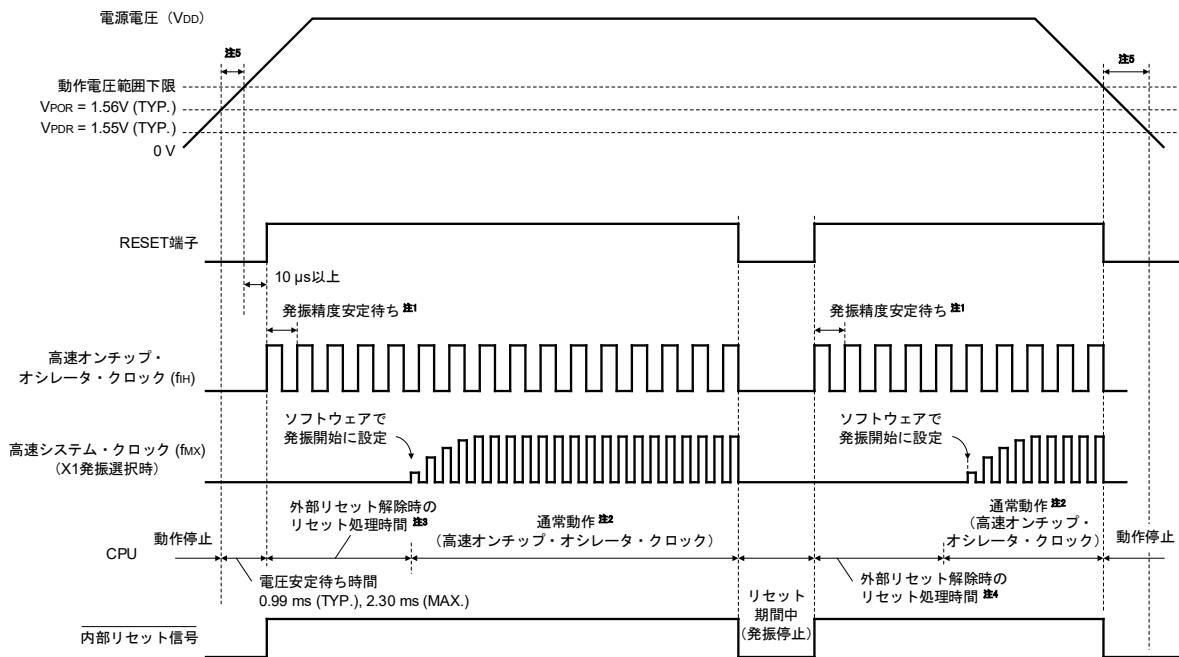 電源電圧（VDD）
注5
注5
動作電圧範囲下限
VPOR = 1.56V (TYP.)
VPDR = 1.55V (TYP.)
0 V
RESET端子
10 µs以上
発振精度安定待ち 注1
発振精度安定待ち 注1
高速オンチップ・
オシレータ・クロック (fIH)
ソフトウェアで
発振開始に設定
ソフトウェアで
発振開始に設定
高速システム・クロック (fMX)
（X1発振選択時）
外部リセット解除時の
リセット処理時間 注3
通常動作 注2
（高速オンチップ・オシレータ・クロック）
通常動作 注2
（高速オンチップ・
オシレータ・クロック）
CPU
動作停止
動作停止
電圧安定待ち時間
0.99 ms (TYP.), 2.30 ms (MAX.)
リセット
期間中
（発振停止）
外部リセット解除時の
リセット処理時間 注4
内部リセット信号